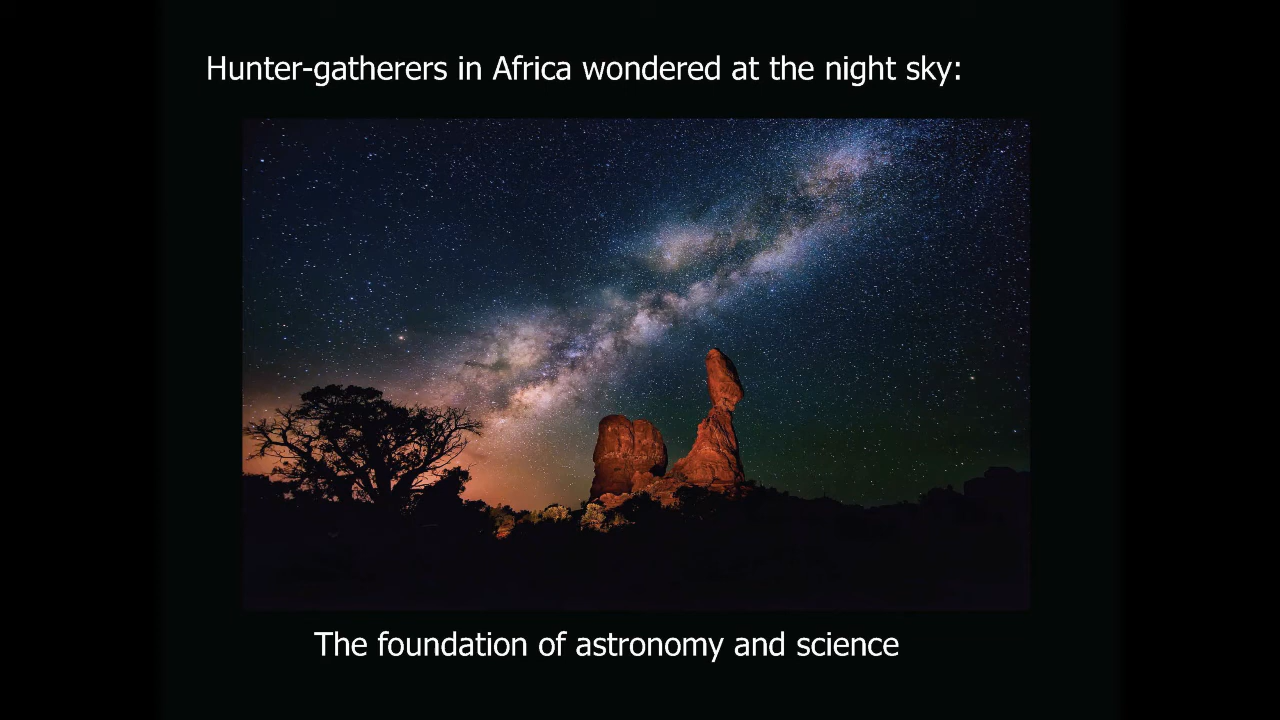 Hunter-gatherers in Africa wondered at the night sky:
The foundation of astronomy and science